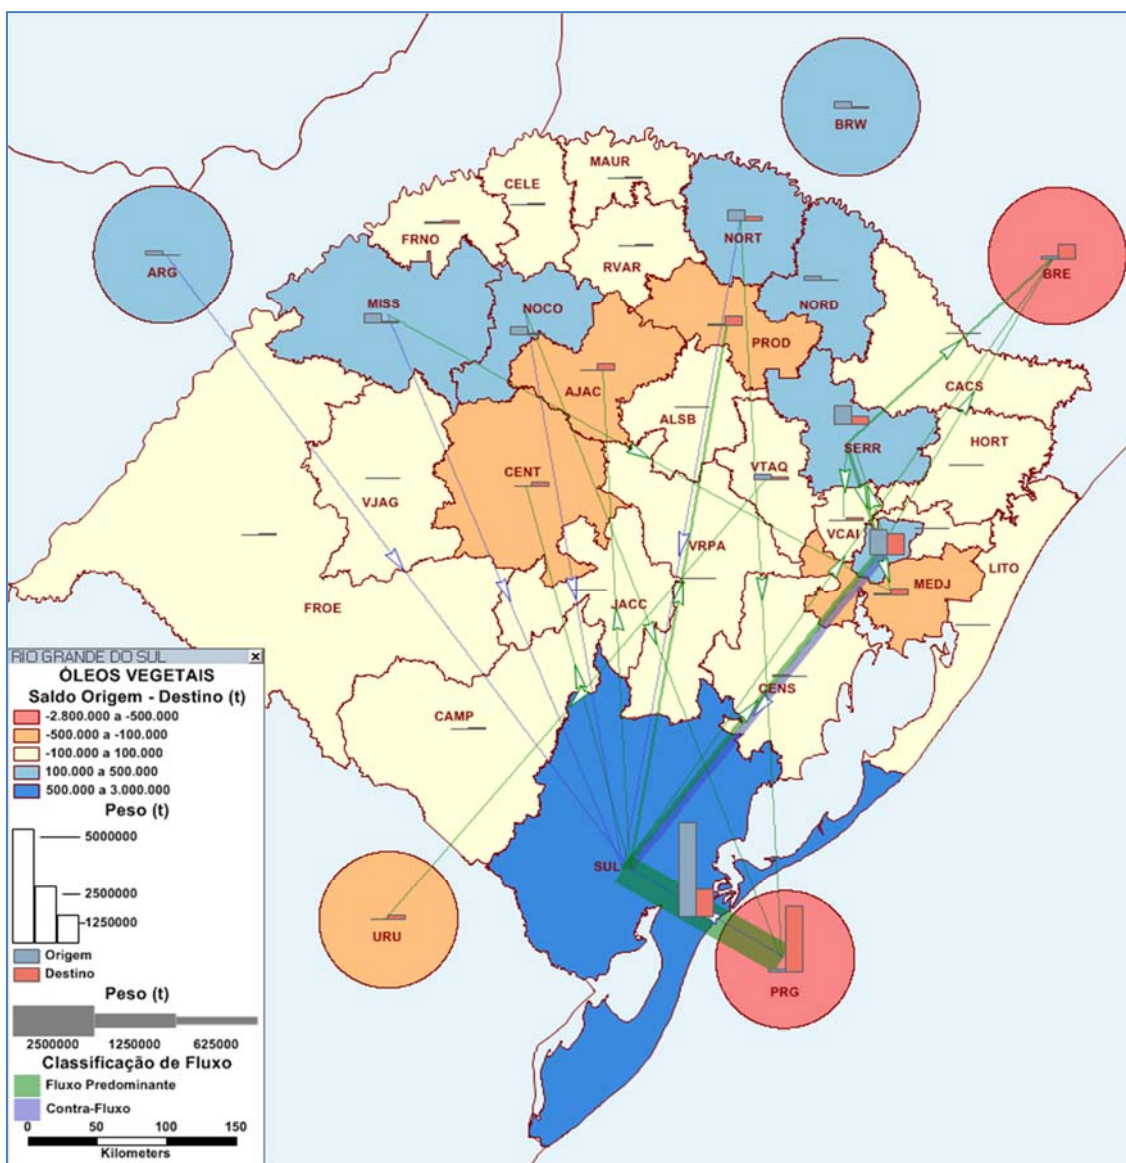 BRW
MAUR
CELE
NORT
FRNO
RVAR
BRE
ARG
NORD
MISS
NOCO
PROD
CACS
AJAC
ALSB
HORT
SERR
CENT
VTAQ
VJAG
VCAI
VRPA
LITO
MEDJ
FROE
JACC
CENS
CAMP
SUL
URU
PRG
RIO GRANDE DO SUL
ÓLEOS VEGETAIS
Saldo Origem - Destino (t)
-2.800.000 a -500.000
-500.000 a -100.000
-100.000 a 100.000
100.000 a 500.000
500.000 a 3.000.000
Peso (t)
5000000
2500000
1250000
Origem
Destino
Peso (t)
2500000 1250000 625000
Classificação de Fluxo
Fluxo Predominante
Contra-Fluxo
0 50 100 150
Kilometers